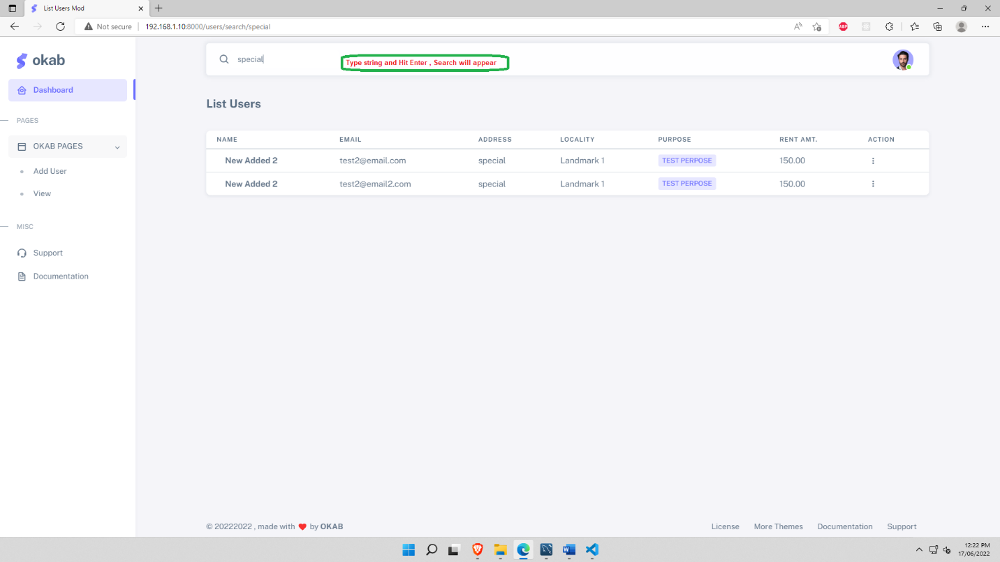 List Users Mod
Not secure
192.168.1.10:8000/users/search/special
ABP
okab
special
Type string and Hit Enter , Search will appear
Dashboard
PAGES
OKAB PAGES
Add User
View
MISC
Support
Documentation
List Users
NAME EMAIL ADDRESS LOCALITY PURPOSE RENT AMT. ACTION
New Added 2 test2@email.com special Landmark 1 TEST PERPOSE 150.00
New Added 2 test2@email2.com special Landmark 1 TEST PERPOSE 150.00
© 20222022 , made with ❤️ by OKAB
License More Themes Documentation Support
12:22 PM
17/06/2022